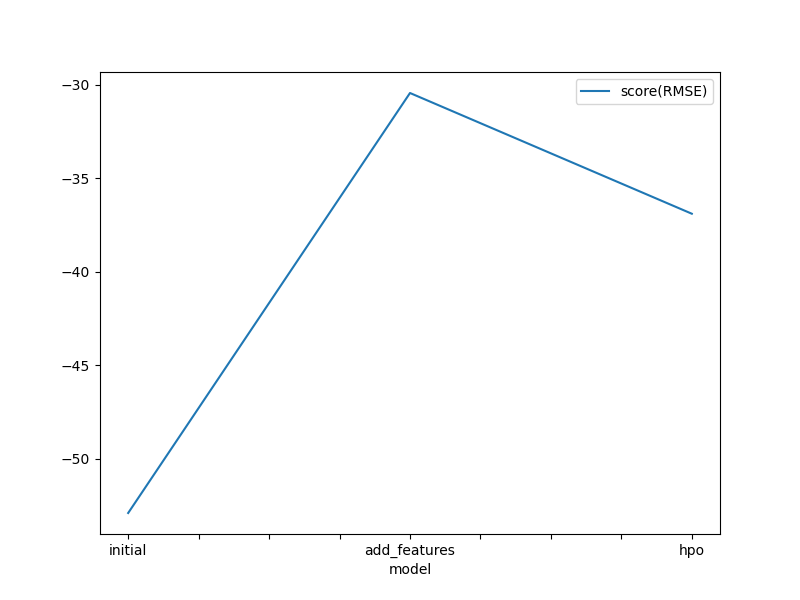 score(RMSE)
−30
−35
−40
−45
−50
initial
add_features
hpo
model